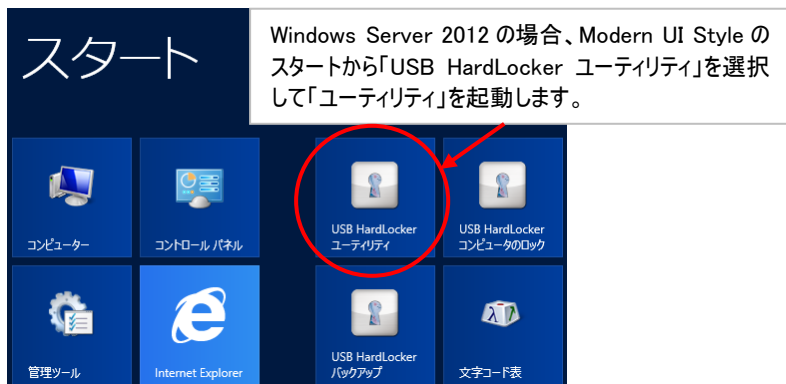 スタート
Windows Server 2012 の場合、Modern UI Style の
スタートから「USB HardLocker ユーティリティ」を選択
して「ユーティリティ」を起動します。
コンピューター
コントロール パネル
USB HardLocker
ユーティリティ
USB HardLocker
コンピュータのロック
管理ツール
Internet Explorer
USB HardLocker
バックアップ
文字コード表